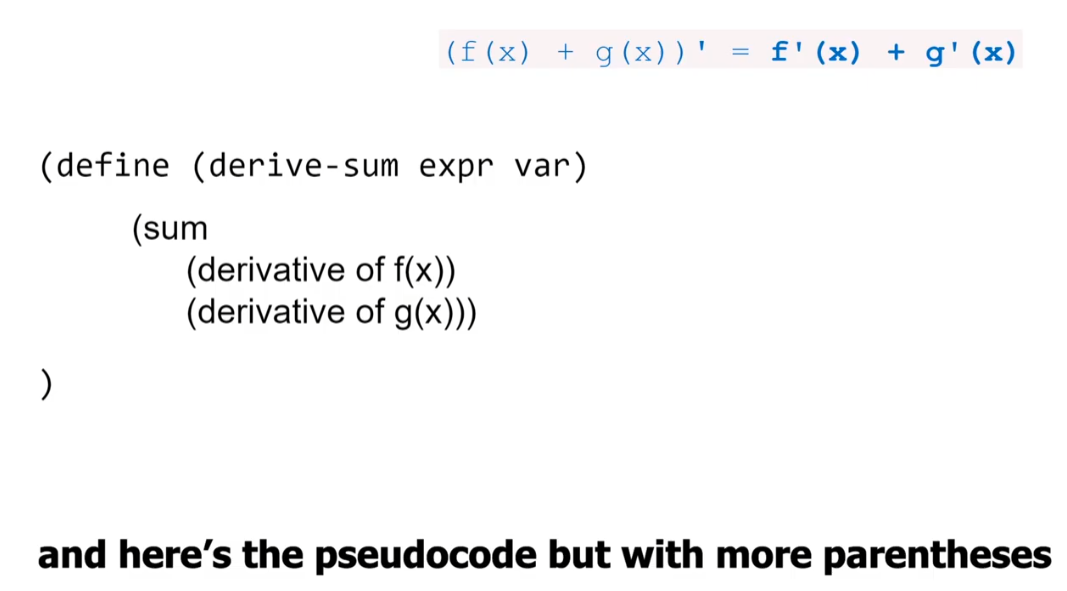 (f(x) + g(x))' = f'(x) + g'(x)
(define (derive-sum expr var)
(sum
(derivative of f(x))
(derivative of g(x)))
)
and here’s the pseudocode but with more parentheses